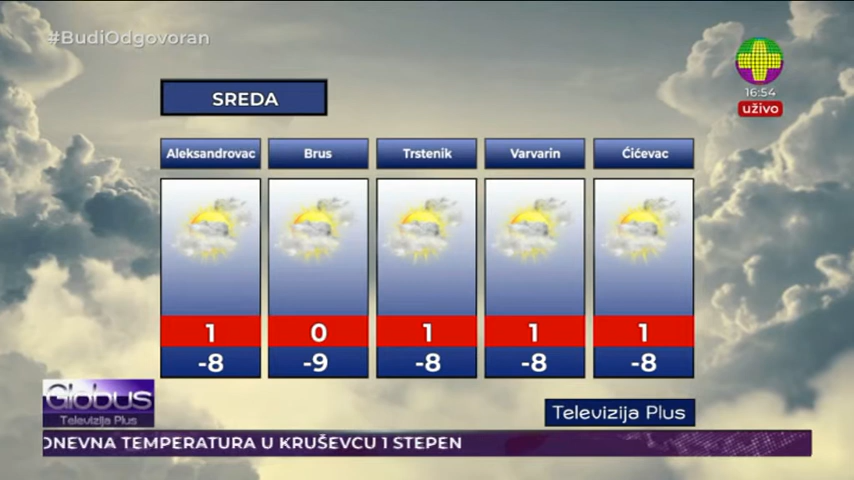 #BudiOdgovoran
16:54
uživo
SREDA
Aleksandrovac Brus Trstenik Varvarin Ćićevac
1 0 1 1 1
-8 -9 -8 -8 -8
Globus
Televizija Plus
Televizija Plus
DNEVNA TEMPERATURA U KRUŠEVCU 1 STEPEN